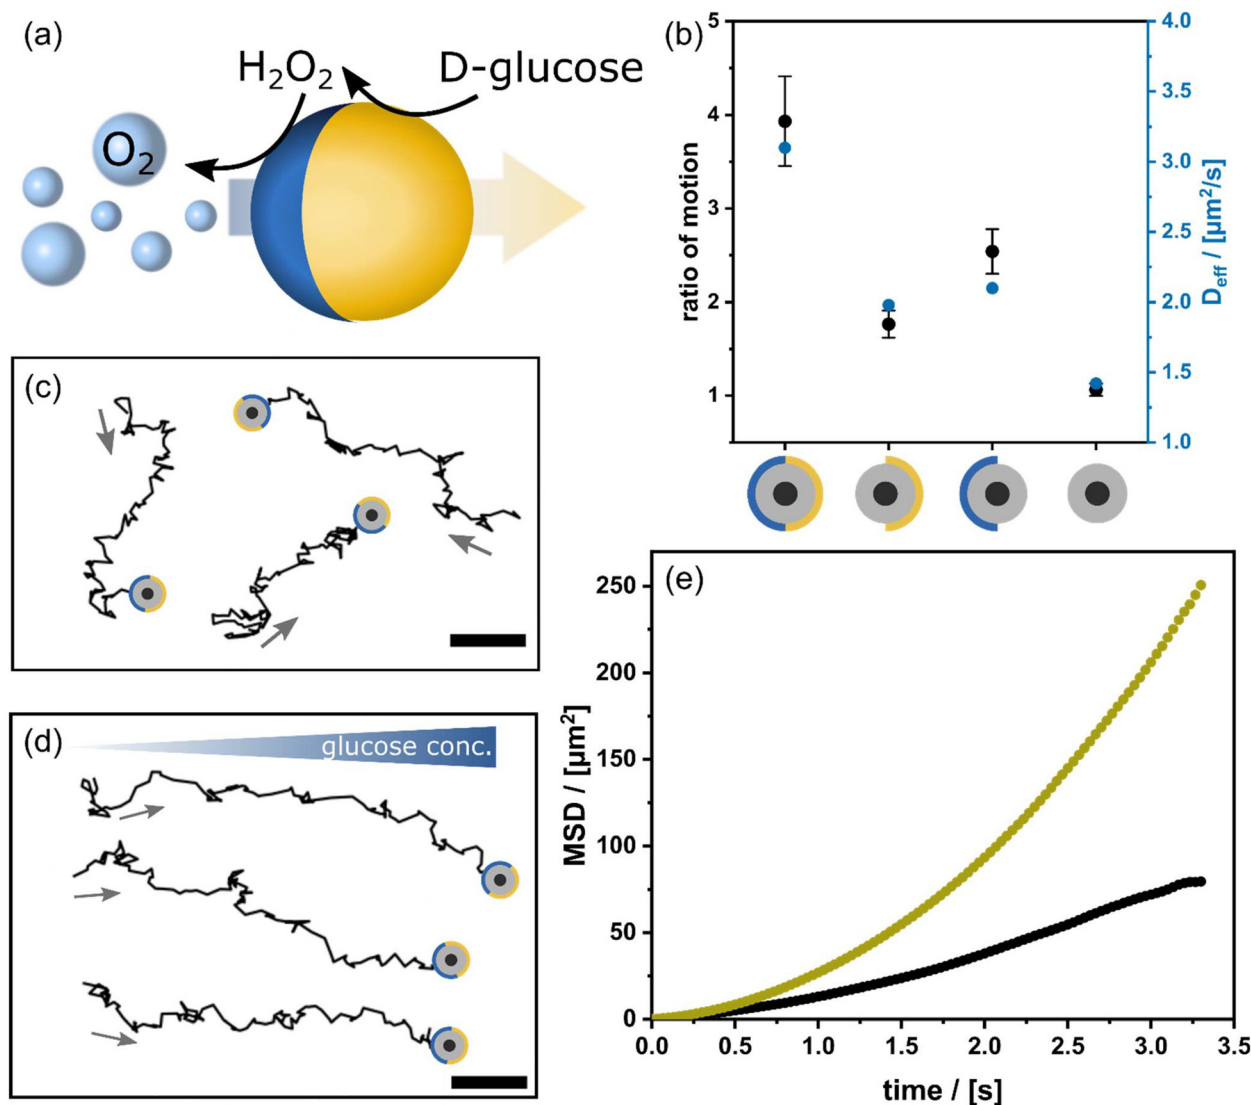 (a)
H₂O₂
D-glucose
O₂
(b)
5
4
3
2
1
ratio of motion
4.0
3.5
3.0
2.5
2.0
1.5
1.0
D_eff / [µm²/s]
(c)
(d)
glucose conc.
(e)
250
200
150
100
50
0
MSD / [µm²]
0.0 0.5 1.0 1.5 2.0 2.5 3.0 3.5
time / [s]